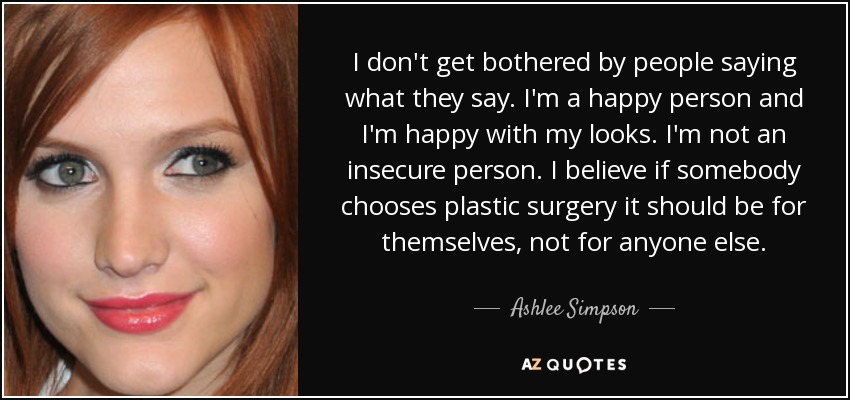 I don't get bothered by people saying
what they say. I'm a happy person and
I'm happy with my looks. I'm not an
insecure person. I believe if somebody
chooses plastic surgery it should be for
themselves, not for anyone else.
Ashlee Simpson
AZ QUOTES